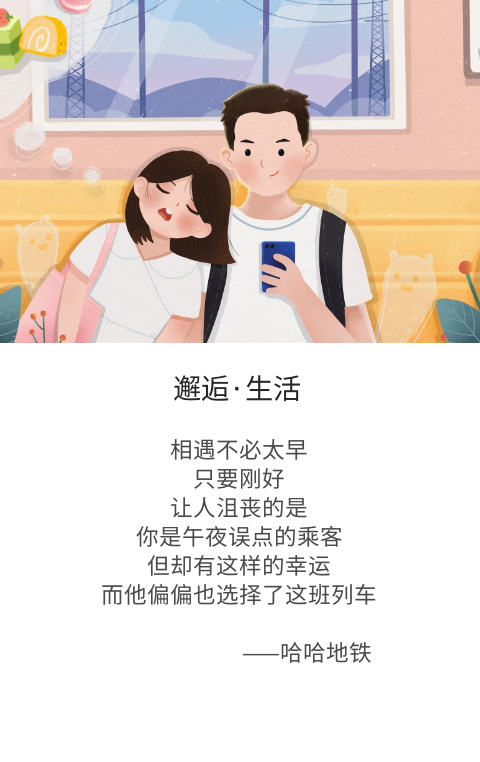 邂逅·生活
相遇不必太早
只要刚好
让人沮丧的是
你是午夜误点的乘客
但却有这样的幸运
而他偏偏也选择了这班列车
——哈哈地铁